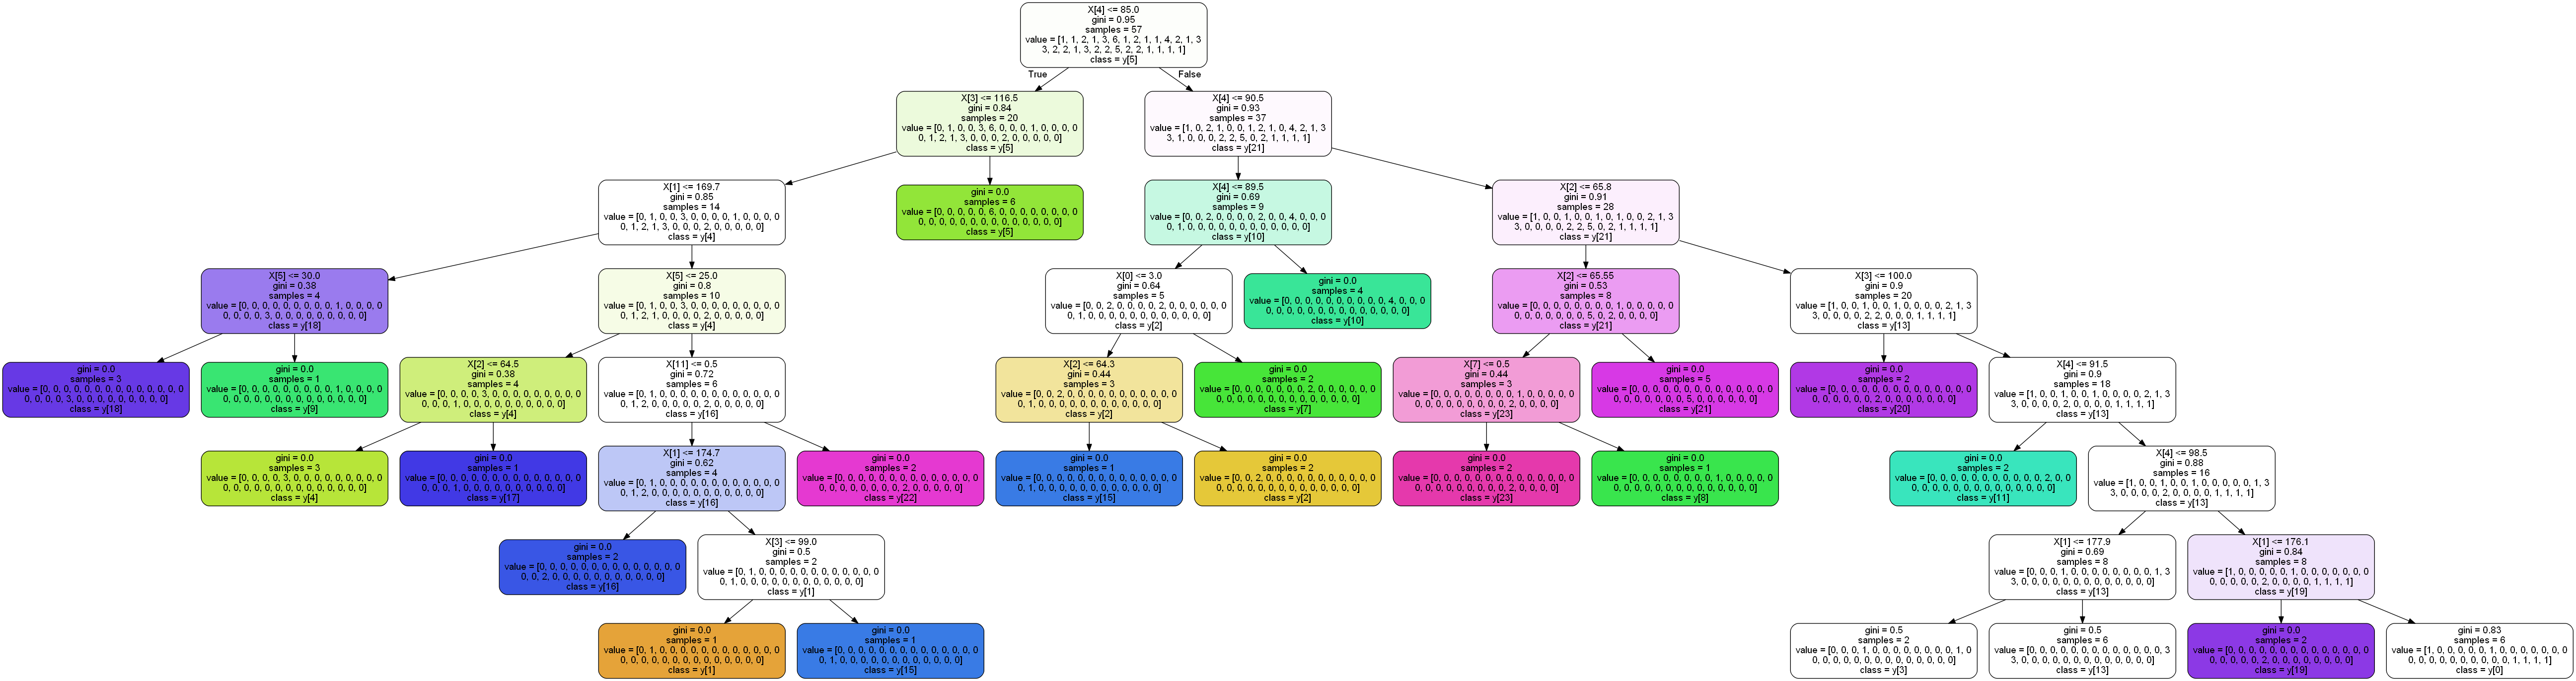 X[4] <= 85.0
gini = 0.95
samples = 57
value = [1, 1, 2, 1, 3, 6, 1, 2, 1, 1, 4, 2, 1, 3
3, 2, 2, 1, 3, 2, 2, 5, 2, 2, 1, 1, 1, 1]
class = y[5]
True
False
X[3] <= 116.5
gini = 0.84
samples = 20
value = [0, 1, 0, 0, 3, 6, 0, 0, 0, 1, 0, 0, 0, 0
0, 1, 2, 1, 3, 0, 0, 0, 2, 0, 0, 0, 0, 0]
class = y[5]
X[4] <= 90.5
gini = 0.93
samples = 37
value = [1, 0, 2, 1, 0, 0, 1, 2, 1, 0, 4, 2, 1, 3
3, 1, 0, 0, 0, 2, 2, 5, 0, 2, 1, 1, 1, 1]
class = y[21]
X[1] <= 169.7
gini = 0.85
samples = 14
value = [0, 1, 0, 0, 3, 0, 0, 0, 0, 1, 0, 0, 0, 0
0, 1, 2, 1, 3, 0, 0, 0, 2, 0, 0, 0, 0, 0]
class = y[4]
gini = 0.0
samples = 6
value = [0, 0, 0, 0, 0, 6, 0, 0, 0, 0, 0, 0, 0, 0
0, 0, 0, 0, 0, 0, 0, 0, 0, 0, 0, 0, 0, 0]
class = y[5]
X[4] <= 89.5
gini = 0.69
samples = 9
value = [0, 0, 2, 0, 0, 0, 0, 2, 0, 0, 4, 0, 0, 0
0, 1, 0, 0, 0, 0, 0, 0, 0, 0, 0, 0, 0, 0]
class = y[10]
X[2] <= 65.8
gini = 0.91
samples = 28
value = [1, 0, 0, 1, 0, 0, 1, 0, 1, 0, 0, 2, 1, 3
3, 0, 0, 0, 0, 2, 2, 5, 0, 2, 1, 1, 1, 1]
class = y[21]
X[5] <= 30.0
gini = 0.38
samples = 4
value = [0, 0, 0, 0, 0, 0, 0, 0, 0, 1, 0, 0, 0, 0
0, 0, 0, 0, 3, 0, 0, 0, 0, 0, 0, 0, 0, 0]
class = y[18]
X[5] <= 25.0
gini = 0.8
samples = 10
value = [0, 1, 0, 0, 3, 0, 0, 0, 0, 0, 0, 0, 0, 0
0, 1, 2, 1, 0, 0, 0, 0, 2, 0, 0, 0, 0, 0]
class = y[4]
X[0] <= 3.0
gini = 0.64
samples = 5
value = [0, 0, 2, 0, 0, 0, 0, 2, 0, 0, 0, 0, 0, 0
0, 1, 0, 0, 0, 0, 0, 0, 0, 0, 0, 0, 0, 0]
class = y[2]
gini = 0.0
samples = 4
value = [0, 0, 0, 0, 0, 0, 0, 0, 0, 0, 4, 0, 0, 0
0, 0, 0, 0, 0, 0, 0, 0, 0, 0, 0, 0, 0, 0]
class = y[10]
X[2] <= 65.55
gini = 0.53
samples = 8
value = [0, 0, 0, 0, 0, 0, 0, 0, 1, 0, 0, 0, 0, 0
0, 0, 0, 0, 0, 0, 0, 5, 0, 2, 0, 0, 0, 0]
class = y[21]
X[3] <= 100.0
gini = 0.9
samples = 20
value = [1, 0, 0, 1, 0, 0, 1, 0, 0, 0, 0, 2, 1, 3
3, 0, 0, 0, 0, 2, 2, 0, 0, 0, 1, 1, 1, 1]
class = y[13]
gini = 0.0
samples = 3
value = [0, 0, 0, 0, 0, 0, 0, 0, 0, 0, 0, 0, 0, 0
0, 0, 0, 0, 3, 0, 0, 0, 0, 0, 0, 0, 0, 0]
class = y[18]
gini = 0.0
samples = 1
value = [0, 0, 0, 0, 0, 0, 0, 0, 0, 1, 0, 0, 0, 0
0, 0, 0, 0, 0, 0, 0, 0, 0, 0, 0, 0, 0, 0]
class = y[9]
X[2] <= 64.5
gini = 0.38
samples = 4
value = [0, 0, 0, 0, 3, 0, 0, 0, 0, 0, 0, 0, 0, 0
0, 0, 0, 1, 0, 0, 0, 0, 0, 0, 0, 0, 0, 0]
class = y[4]
X[11] <= 0.5
gini = 0.72
samples = 6
value = [0, 1, 0, 0, 0, 0, 0, 0, 0, 0, 0, 0, 0, 0
0, 1, 2, 0, 0, 0, 0, 0, 2, 0, 0, 0, 0, 0]
class = y[16]
X[2] <= 64.3
gini = 0.44
samples = 3
value = [0, 0, 2, 0, 0, 0, 0, 0, 0, 0, 0, 0, 0, 0
0, 1, 0, 0, 0, 0, 0, 0, 0, 0, 0, 0, 0, 0]
class = y[2]
gini = 0.0
samples = 2
value = [0, 0, 0, 0, 0, 0, 0, 2, 0, 0, 0, 0, 0, 0
0, 0, 0, 0, 0, 0, 0, 0, 0, 0, 0, 0, 0, 0]
class = y[7]
X[7] <= 0.5
gini = 0.44
samples = 3
value = [0, 0, 0, 0, 0, 0, 0, 0, 1, 0, 0, 0, 0, 0
0, 0, 0, 0, 0, 0, 0, 0, 0, 2, 0, 0, 0, 0]
class = y[23]
gini = 0.0
samples = 5
value = [0, 0, 0, 0, 0, 0, 0, 0, 0, 0, 0, 0, 0, 0
0, 0, 0, 0, 0, 0, 0, 5, 0, 0, 0, 0, 0, 0]
class = y[21]
gini = 0.0
samples = 2
value = [0, 0, 0, 0, 0, 0, 0, 0, 0, 0, 0, 0, 0, 0
0, 0, 0, 0, 0, 0, 2, 0, 0, 0, 0, 0, 0, 0]
class = y[20]
X[4] <= 91.5
gini = 0.9
samples = 18
value = [1, 0, 0, 1, 0, 0, 1, 0, 0, 0, 0, 2, 1, 3
3, 0, 0, 0, 0, 2, 0, 0, 0, 0, 1, 1, 1, 1]
class = y[13]
gini = 0.0
samples = 3
value = [0, 0, 0, 0, 3, 0, 0, 0, 0, 0, 0, 0, 0, 0
0, 0, 0, 0, 0, 0, 0, 0, 0, 0, 0, 0, 0, 0]
class = y[4]
gini = 0.0
samples = 1
value = [0, 0, 0, 0, 0, 0, 0, 0, 0, 0, 0, 0, 0, 0
0, 0, 0, 1, 0, 0, 0, 0, 0, 0, 0, 0, 0, 0]
class = y[17]
X[1] <= 174.7
gini = 0.62
samples = 4
value = [0, 1, 0, 0, 0, 0, 0, 0, 0, 0, 0, 0, 0, 0
0, 1, 2, 0, 0, 0, 0, 0, 0, 0, 0, 0, 0, 0]
class = y[16]
gini = 0.0
samples = 2
value = [0, 0, 0, 0, 0, 0, 0, 0, 0, 0, 0, 0, 0, 0
0, 0, 0, 0, 0, 0, 0, 0, 2, 0, 0, 0, 0, 0]
class = y[22]
gini = 0.0
samples = 1
value = [0, 0, 0, 0, 0, 0, 0, 0, 0, 0, 0, 0, 0, 0
0, 1, 0, 0, 0, 0, 0, 0, 0, 0, 0, 0, 0, 0]
class = y[15]
gini = 0.0
samples = 2
value = [0, 0, 2, 0, 0, 0, 0, 0, 0, 0, 0, 0, 0, 0
0, 0, 0, 0, 0, 0, 0, 0, 0, 0, 0, 0, 0, 0]
class = y[2]
gini = 0.0
samples = 2
value = [0, 0, 0, 0, 0, 0, 0, 0, 0, 0, 0, 0, 0, 0
0, 0, 0, 0, 0, 0, 0, 0, 0, 2, 0, 0, 0, 0]
class = y[23]
gini = 0.0
samples = 1
value = [0, 0, 0, 0, 0, 0, 0, 0, 1, 0, 0, 0, 0, 0
0, 0, 0, 0, 0, 0, 0, 0, 0, 0, 0, 0, 0, 0]
class = y[8]
gini = 0.0
samples = 2
value = [0, 0, 0, 0, 0, 0, 0, 0, 0, 0, 0, 2, 0, 0
0, 0, 0, 0, 0, 0, 0, 0, 0, 0, 0, 0, 0, 0]
class = y[11]
X[4] <= 98.5
gini = 0.88
samples = 16
value = [1, 0, 0, 1, 0, 0, 1, 0, 0, 0, 0, 0, 1, 3
3, 0, 0, 0, 0, 2, 0, 0, 0, 0, 1, 1, 1, 1]
class = y[13]
gini = 0.0
samples = 2
value = [0, 0, 0, 0, 0, 0, 0, 0, 0, 0, 0, 0, 0, 0
0, 0, 2, 0, 0, 0, 0, 0, 0, 0, 0, 0, 0, 0]
class = y[16]
X[3] <= 99.0
gini = 0.5
samples = 2
value = [0, 1, 0, 0, 0, 0, 0, 0, 0, 0, 0, 0, 0, 0
0, 1, 0, 0, 0, 0, 0, 0, 0, 0, 0, 0, 0, 0]
class = y[1]
X[1] <= 177.9
gini = 0.69
samples = 8
value = [0, 0, 0, 1, 0, 0, 0, 0, 0, 0, 0, 0, 1, 3
3, 0, 0, 0, 0, 0, 0, 0, 0, 0, 0, 0, 0, 0]
class = y[13]
X[1] <= 176.1
gini = 0.84
samples = 8
value = [1, 0, 0, 0, 0, 0, 1, 0, 0, 0, 0, 0, 0, 0
0, 0, 0, 0, 0, 2, 0, 0, 0, 0, 1, 1, 1, 1]
class = y[19]
gini = 0.0
samples = 1
value = [0, 1, 0, 0, 0, 0, 0, 0, 0, 0, 0, 0, 0, 0
0, 0, 0, 0, 0, 0, 0, 0, 0, 0, 0, 0, 0, 0]
class = y[1]
gini = 0.0
samples = 1
value = [0, 0, 0, 0, 0, 0, 0, 0, 0, 0, 0, 0, 0, 0
0, 1, 0, 0, 0, 0, 0, 0, 0, 0, 0, 0, 0, 0]
class = y[15]
gini = 0.5
samples = 2
value = [0, 0, 0, 1, 0, 0, 0, 0, 0, 0, 0, 0, 1, 0
0, 0, 0, 0, 0, 0, 0, 0, 0, 0, 0, 0, 0, 0]
class = y[3]
gini = 0.5
samples = 6
value = [0, 0, 0, 0, 0, 0, 0, 0, 0, 0, 0, 0, 0, 3
3, 0, 0, 0, 0, 0, 0, 0, 0, 0, 0, 0, 0, 0]
class = y[13]
gini = 0.0
samples = 2
value = [0, 0, 0, 0, 0, 0, 0, 0, 0, 0, 0, 0, 0, 0
0, 0, 0, 0, 0, 2, 0, 0, 0, 0, 0, 0, 0, 0]
class = y[19]
gini = 0.83
samples = 6
value = [1, 0, 0, 0, 0, 0, 1, 0, 0, 0, 0, 0, 0, 0
0, 0, 0, 0, 0, 0, 0, 0, 0, 0, 1, 1, 1, 1]
class = y[0]